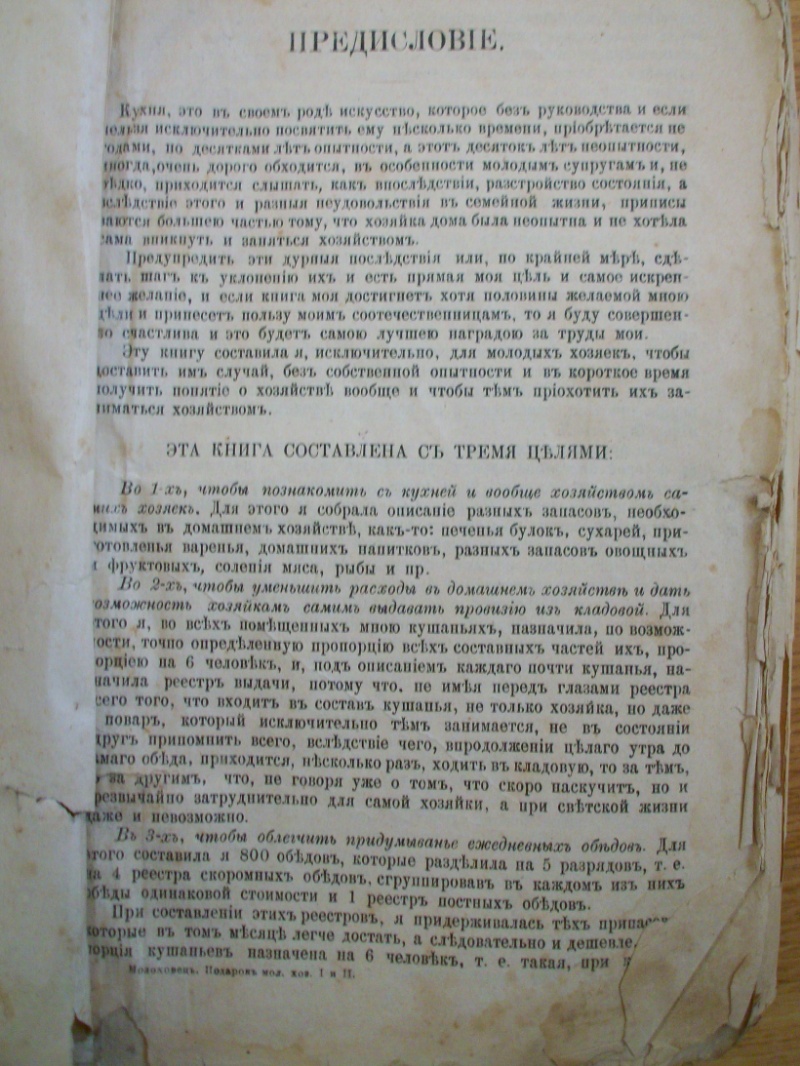 ПРЕДИСЛОВІЕ.
Кухня, это въ своемъ родѣ искусство, которое безъ руководства и если
нельзя исключительно посвятить ему нѣсколько времени, пріобрѣтается не
одами, но десятками лѣтъ опытности, а этотъ десятокъ лѣтъ неопытности,
иногда, очень дорого обходится, въ особенности молодымъ супругамъ и, не
ѣдко, приходится слышать, какъ впослѣдствіи, разстройство состоянія, а
вслѣдствіе этого и разныя неудовольствія въ семейной жизни, приписы
ваются большею частью тому, что хозяйка дома была неопытна и не хотѣла
сама вникнуть и заняться хозяйствомъ.
Предупредить эти дурныя послѣдствія или, по крайней мѣрѣ, сдѣ-
лать шагъ къ уклоненію ихъ и есть прямая моя цѣль и самое искрен-
нее желаніе, и если книга моя достигнетъ хотя половины желаемой мною
цѣли и принесетъ пользу моимъ соотечественницамъ, то я буду совершен-
но счастлива и это будетъ самою лучшею наградою за труды мои.
Эту книгу составила я, исключительно, для молодыхъ хозяекъ, чтобы
доставить имъ случай, безъ собственной опытности и въ короткое время
получить понятіе о хозяйствѣ вообще и чтобы тѣмъ пріохотить ихъ за-
ниматься хозяйствомъ.
ЭТА КНИГА СОСТАВЛЕНА СЪ ТРЕМЯ ЦѢЛЯМИ:
Во 1-хъ, чтобы познакомить съ кухней и вообще хозяйствомъ са-
михъ хозяекъ. Для этого я собрала описаніе разныхъ запасовъ, необхо-
димыхъ въ домашнемъ хозяйствѣ, какъ-то: печенья булокъ, сухарей, при-
готовленья варенья, домашнихъ напитковъ, разныхъ запасовъ овощныхъ
и фруктовыхъ, соленія мяса, рыбы и пр.
Во 2-хъ, чтобы уменьшить расходы въ домашнемъ хозяйствѣ и дать
возможность хозяйкамъ самимъ выдавать провизію изъ кладовой. Для
того я, во всѣхъ помѣщенныхъ мною кушаньяхъ, назначила, по возмож-
ности, точно опредѣленную пропорцію всѣхъ составныхъ частей ихъ, про-
порціею на 6 человѣкъ, и, подъ описаніемъ каждаго почти кушанья, на-
значила реестръ выдачи, потому что. не имѣя передъ глазами реестра
всего того, что входитъ въ составъ кушанья, не только хозяйка, но даже
поваръ, который исключительно тѣмъ занимается, не въ состояніи
вдругъ припомнить всего, вслѣдствіе чего, впродолженіи цѣлаго утра до
самаго обѣда, приходится, нѣсколько разъ, ходить въ кладовую, то за тѣмъ,
за другимъ, что, не говоря уже о томъ, что скоро наскучитъ, но и
чрезвычайно затруднительно для самой хозяйки, а при свѣтской жизни
даже и невозможно.
Въ 3-хъ, чтобы облегчить придумыванье ежедневныхъ обѣдовъ. Для
этого составила я 800 обѣдовъ, которые раздѣлила на 5 разрядовъ, т. е.
на 4 реестра скоромныхъ обѣдовъ, сгруппировавъ въ каждомъ изъ нихъ
обѣды одинаковой стоимости и 1 реестръ постныхъ обѣдовъ.
При составленіи этихъ реестровъ, я придерживалась тѣхъ
которые въ томъ мѣсяцѣ легче достать, а слѣдовательно и дешевле.
порція кушаньевъ назначена на 6 человѣкъ, т. е. такая, при
Молоховецъ. Подарокъ мол. хоз. I и II.